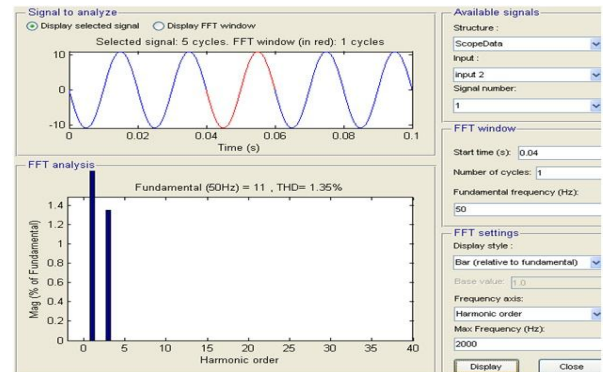 Signal to analyze
Display selected signal Display FFT window
Selected signal: 5 cycles. FFT window (in red): 1 cycles
10
0
-10
0 0.02 0.04 0.06 0.08 0.1
Time (s)
FFT analysis
Fundamental (50Hz) = 11 , THD= 1.35%
Mag (% of Fundamental)
1.4
1.2
1
0.8
0.6
0.4
0.2
0
0 5 10 15 20 25 30 35 40
Harmonic order
Available signals
Structure :
ScopeData
Input :
input 2
Signal number:
1
FFT window
Start time (s): 0.04
Number of cycles: 1
Fundamental frequency (Hz):
50
FFT settings
Display style :
Bar (relative to fundamental)
Base value: 1.0
Frequency axis:
Harmonic order
Max Frequency (Hz):
2000
Display Close